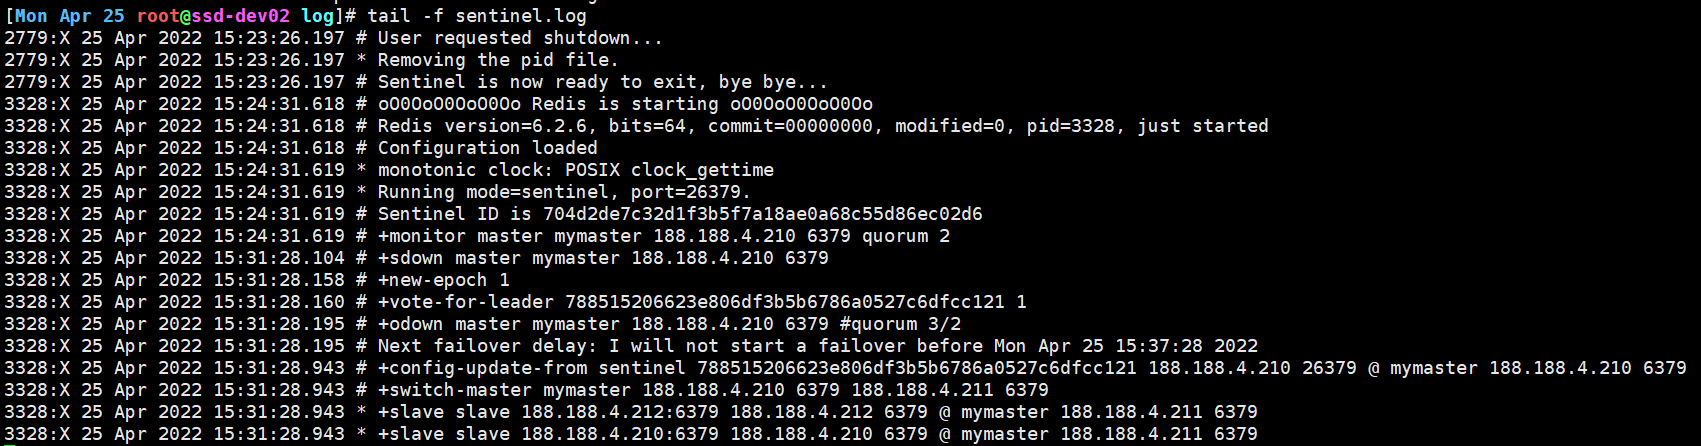 [Mon Apr 25 root@ssd-dev02 log]# tail -f sentinel.log
2779:X 25 Apr 2022 15:23:26.197 # User requested shutdown...
2779:X 25 Apr 2022 15:23:26.197 * Removing the pid file.
2779:X 25 Apr 2022 15:23:26.197 # Sentinel is now ready to exit, bye bye...
3328:X 25 Apr 2022 15:24:31.618 # oO0OoO0OoO0Oo Redis is starting oO0OoO0OoO0Oo
3328:X 25 Apr 2022 15:24:31.618 # Redis version=6.2.6, bits=64, commit=00000000, modified=0, pid=3328, just started
3328:X 25 Apr 2022 15:24:31.618 # Configuration loaded
3328:X 25 Apr 2022 15:24:31.619 * monotonic clock: POSIX clock_gettime
3328:X 25 Apr 2022 15:24:31.619 * Running mode=sentinel, port=26379.
3328:X 25 Apr 2022 15:24:31.619 # Sentinel ID is 704d2de7c32d1f3b5f7a18ae0a68c55d86ec02d6
3328:X 25 Apr 2022 15:24:31.619 # +monitor master mymaster 188.188.4.210 6379 quorum 2
3328:X 25 Apr 2022 15:31:28.104 # +sdown master mymaster 188.188.4.210 6379
3328:X 25 Apr 2022 15:31:28.158 # +new-epoch 1
3328:X 25 Apr 2022 15:31:28.160 # +vote-for-leader 788515206623e806df3b5b6786a0527c6dfcc121 1
3328:X 25 Apr 2022 15:31:28.195 # +odown master mymaster 188.188.4.210 6379 #quorum 3/2
3328:X 25 Apr 2022 15:31:28.195 # Next failover delay: I will not start a failover before Mon Apr 25 15:37:28 2022
3328:X 25 Apr 2022 15:31:28.943 # +config-update-from sentinel 788515206623e806df3b5b6786a0527c6dfcc121 188.188.4.210 26379 @ mymaster 188.188.4.210 6379
3328:X 25 Apr 2022 15:31:28.943 # +switch-master mymaster 188.188.4.210 6379 188.188.4.211 6379
3328:X 25 Apr 2022 15:31:28.943 * +slave slave 188.188.4.212:6379 188.188.4.212 6379 @ mymaster 188.188.4.211 6379
3328:X 25 Apr 2022 15:31:28.943 * +slave slave 188.188.4.210:6379 188.188.4.210 6379 @ mymaster 188.188.4.211 6379